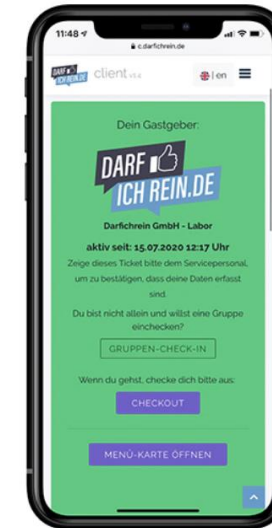 11:48
c.darfichrein.de
DARF
ICH REIN.DE
client v1.4
| en
Dein Gastgeber:
DARF
ICH REIN.DE
Darfichrein GmbH - Labor
aktiv seit: 15.07.2020 12:17 Uhr
Zeige dieses Ticket bitte dem Servicepersonal,
um zu bestätigen, dass deine Daten erfasst
sind.
Du bist nicht allein und willst eine Gruppe
einchecken?
GRUPPEN-CHECK-IN
Wenn du gehst, checke dich bitte aus:
CHECKOUT
MENÜ-KARTE ÖFFNEN